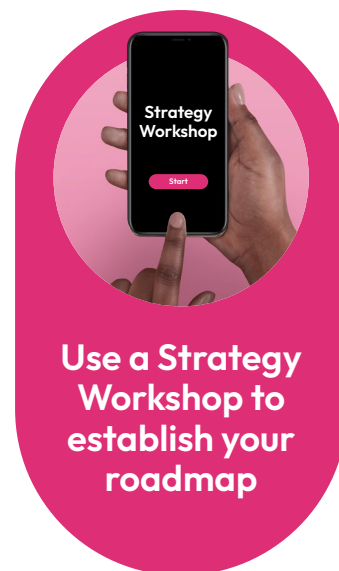 Strategy
Workshop
Start
Use a Strategy
Workshop to
establish your
roadmap